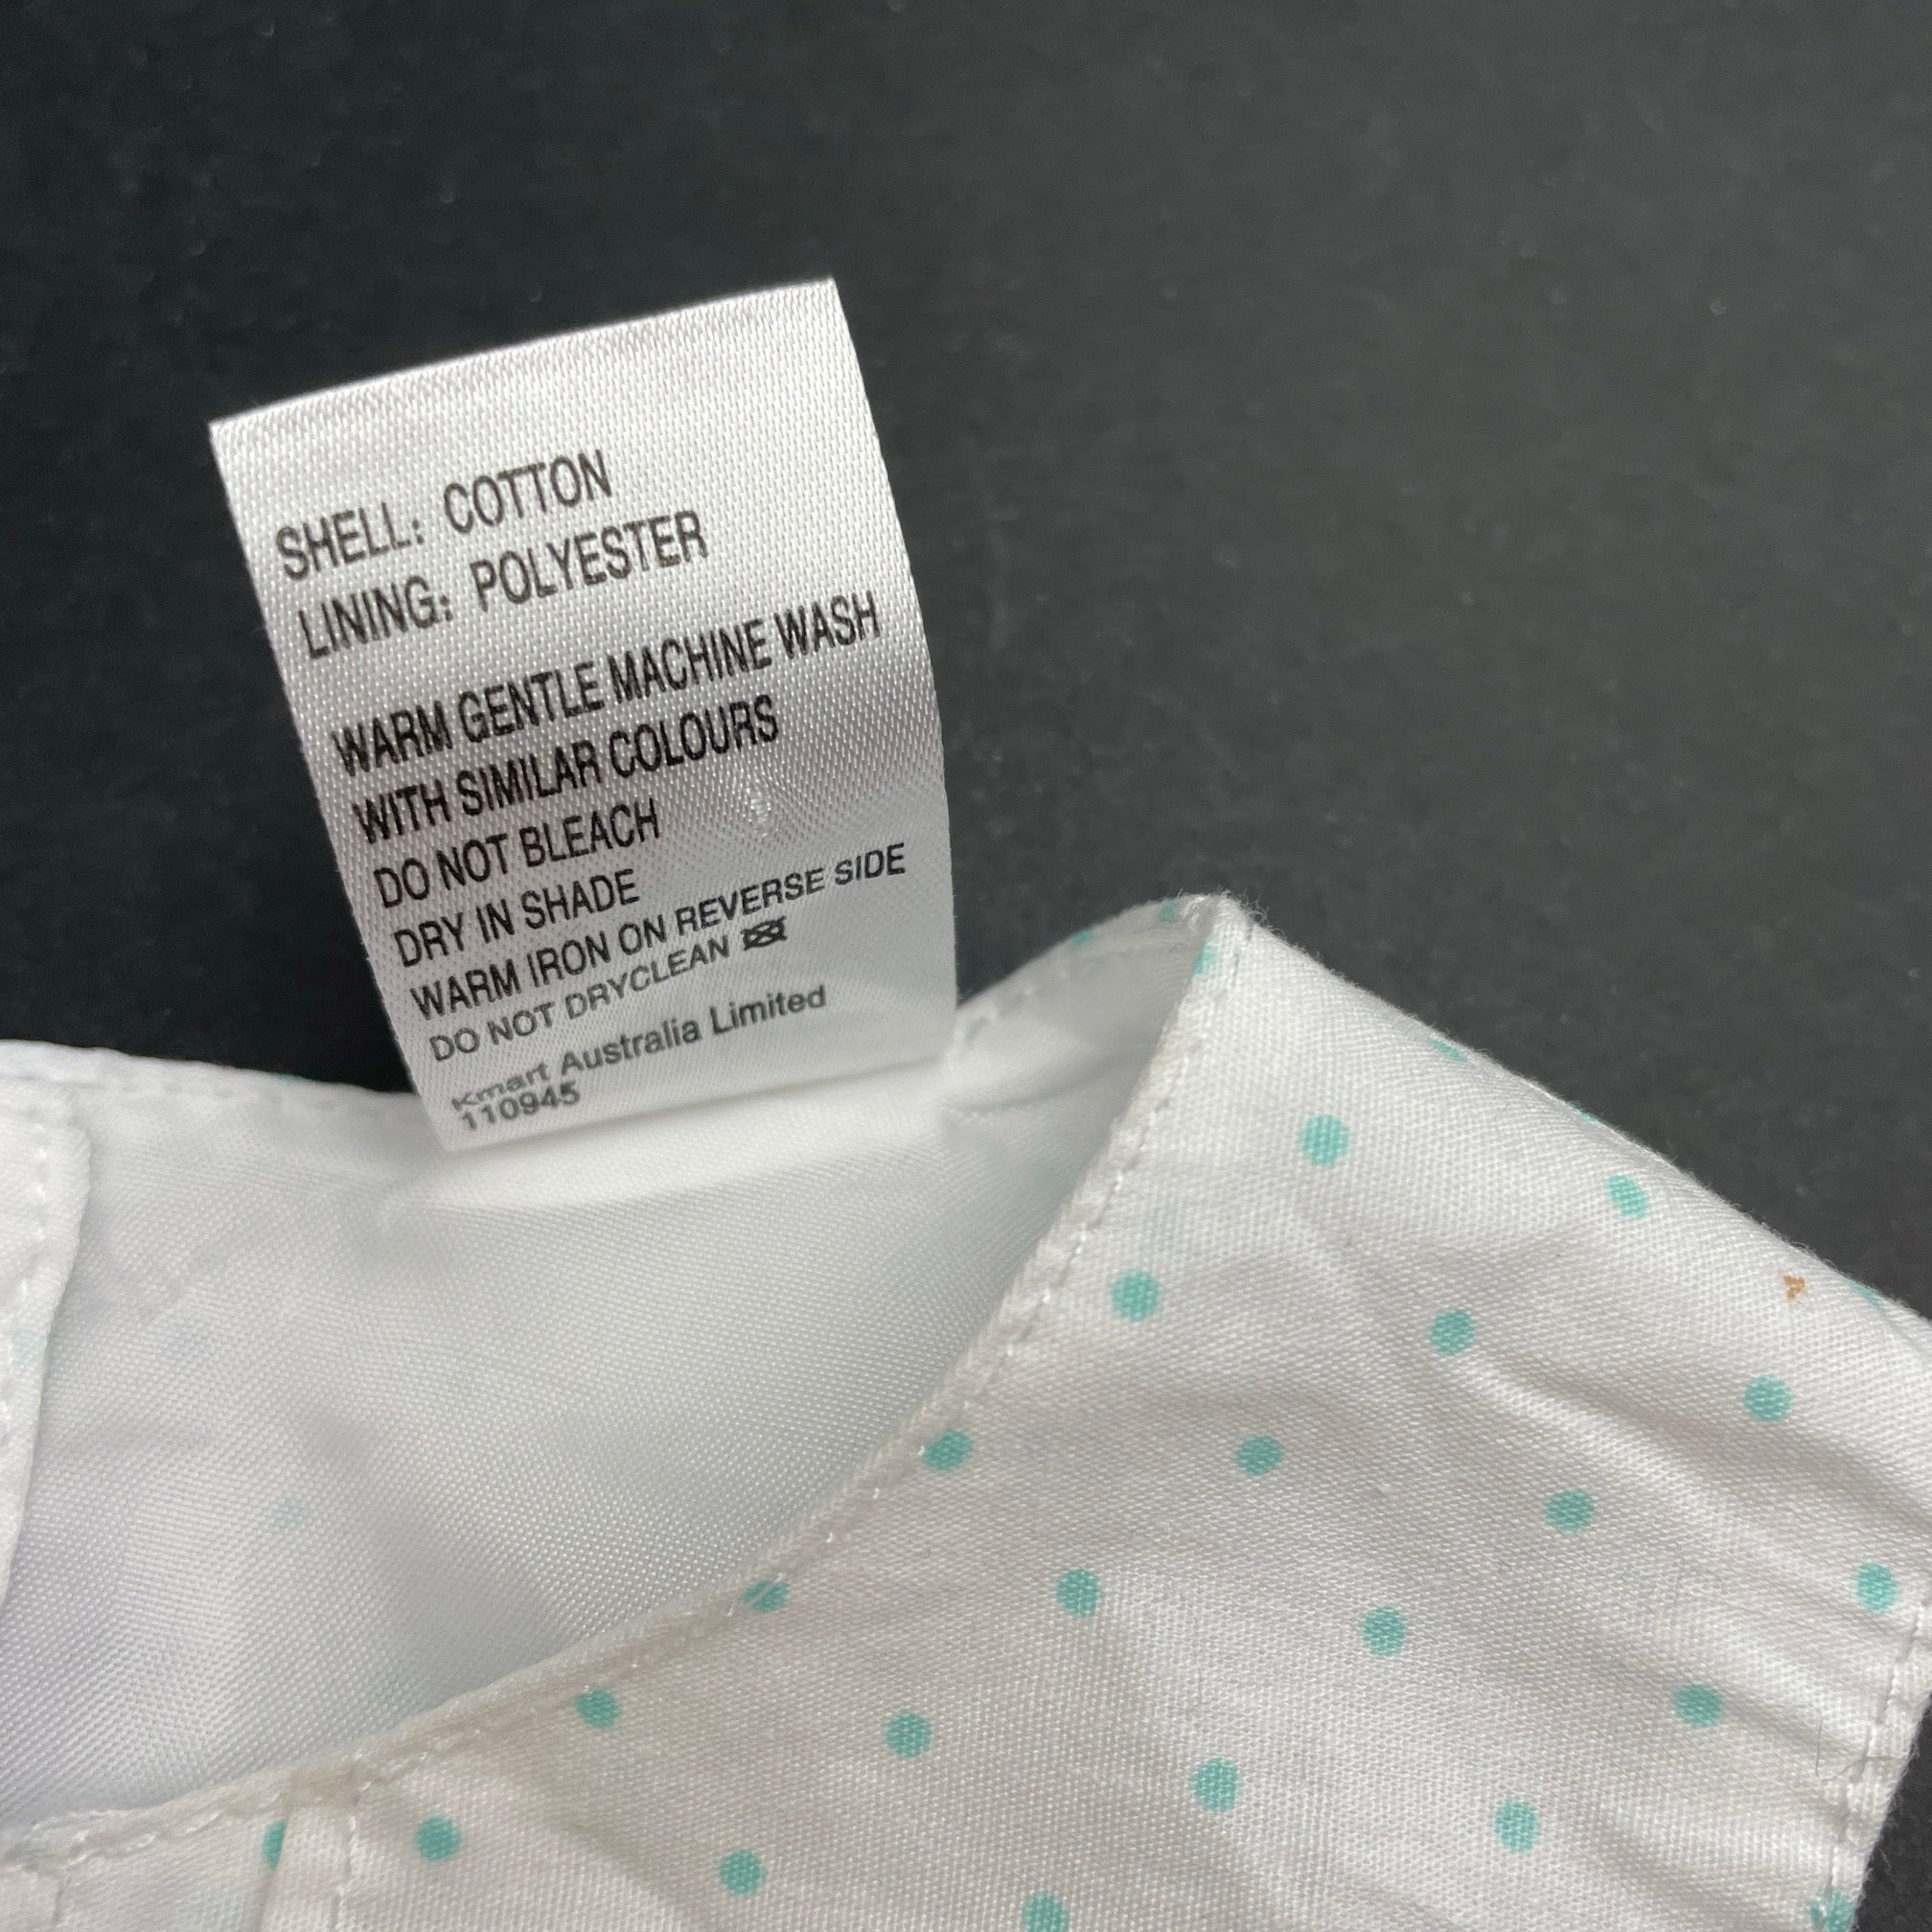 SHELL: COTTON
LINING: POLYESTER
WARM GENTLE MACHINE WASH
WITH SIMILAR COLOURS
DO NOT BLEACH
DRY IN SHADE
WARM IRON ON REVERSE SIDE
DO NOT DRYCLEAN
Kmart Australia Limited
110945